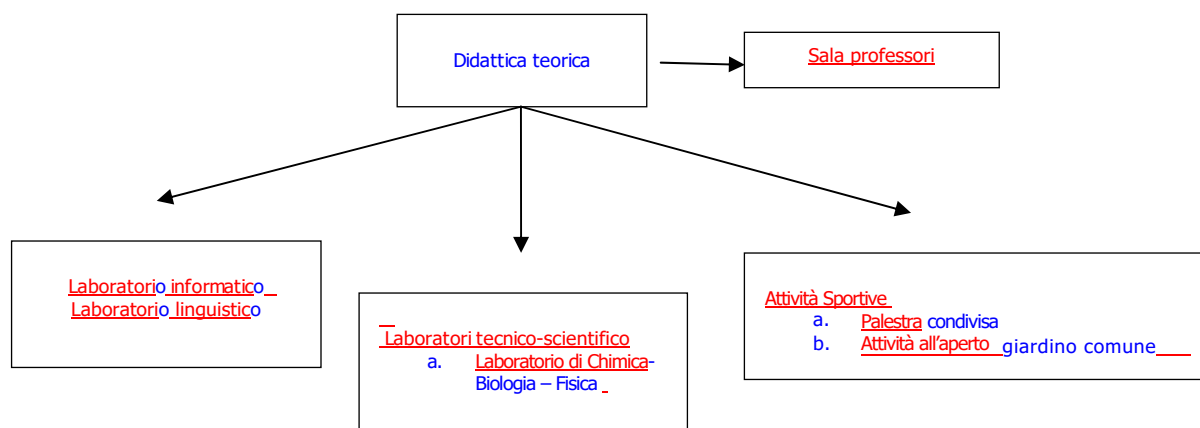 Didattica teorica
Sala professori
Laboratorio informatico
Laboratorio linguistico
Laboratori tecnico-scientifico
a. Laboratorio di Chimica-
Biologia – Fisica
Attività Sportive
a. Palestra condivisa
b. Attività all'aperto giardino comune